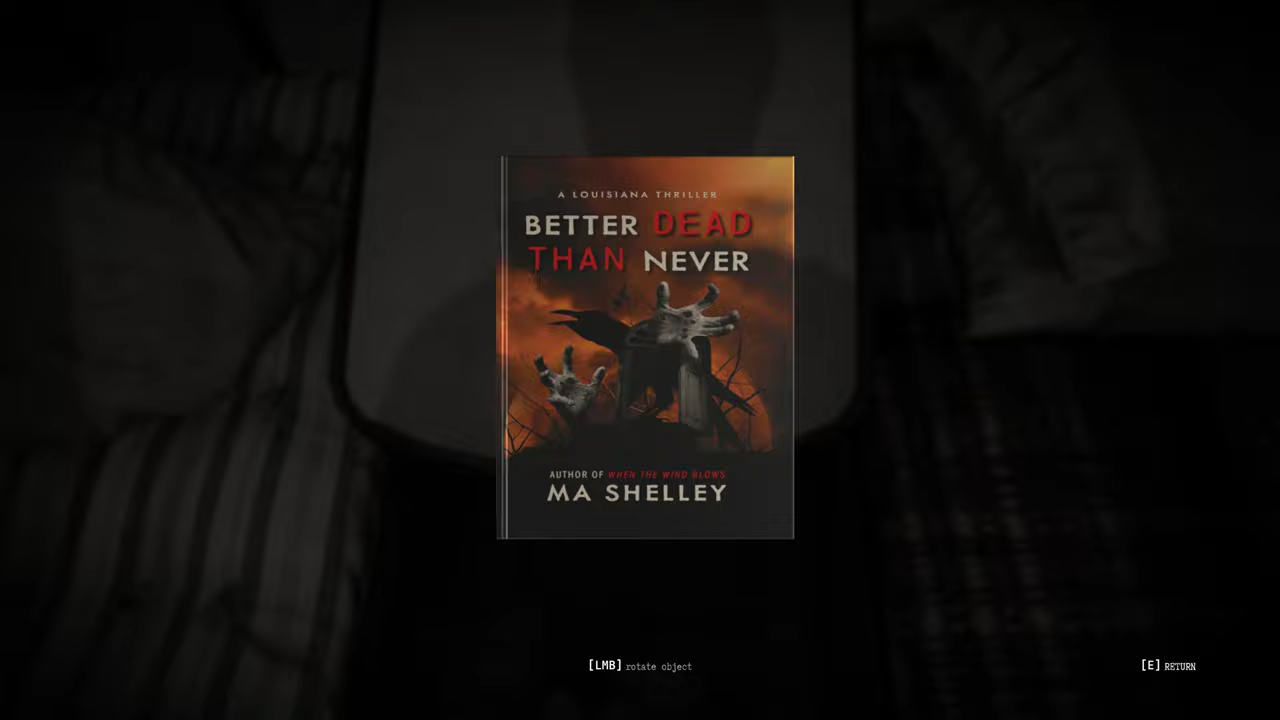 A LOUISIANA THRILLER
BETTER DEAD
THAN NEVER
AUTHOR OF WHEN THE WIND BLOWS
MA SHELLEY
[LMB] rotate object
[E] RETURN